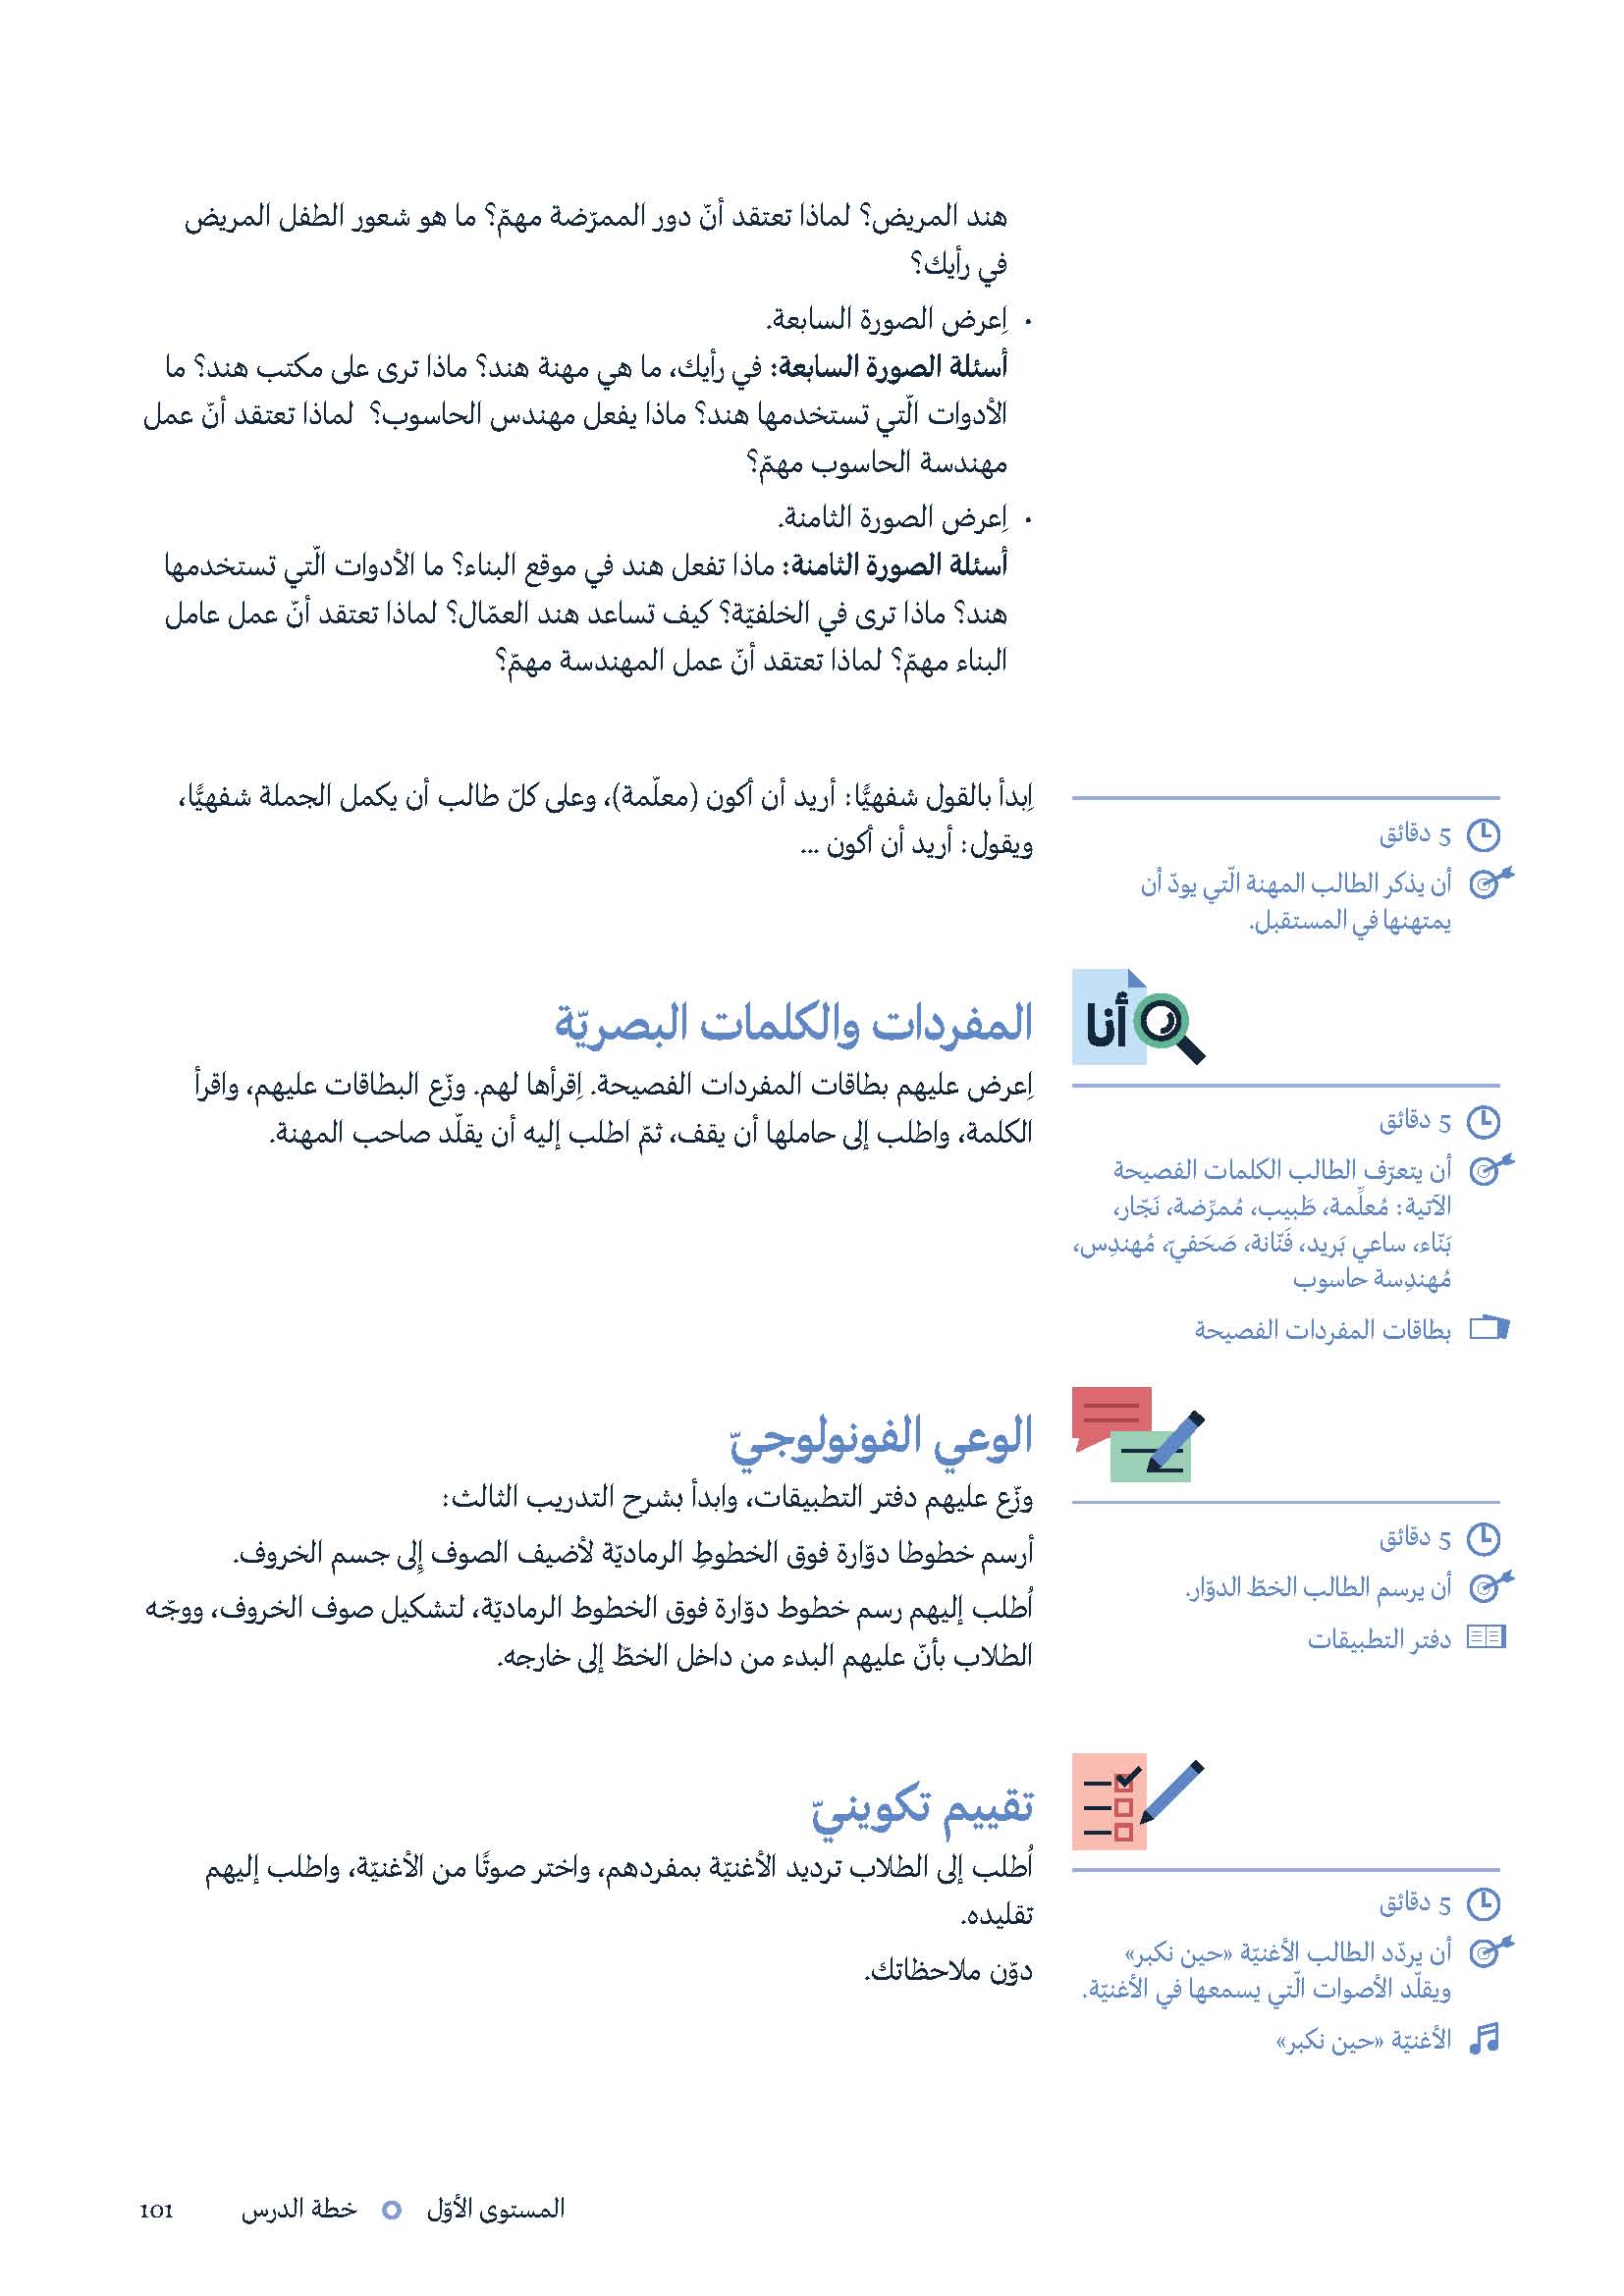 هند المريض؟ لماذا تعتقد أنّ دور الممرّضة مهمّ؟ ما هو شعور الطفل المريض
في رأيك؟
• اِعرض الصورة السابعة.
أسئلة الصورة السابعة: في رأيك، ما هي مهنة هند؟ ماذا ترى على مكتب هند؟ ما
الأدوات الّتي تستخدمها هند؟ ماذا يفعل مهندس الحاسوب؟ لماذا تعتقد أنّ عمل
مهندسة الحاسوب مهمّ؟
• اِعرض الصورة الثامنة.
أسئلة الصورة الثامنة: ماذا تفعل هند في موقع البناء؟ ما الأدوات الّتي تستخدمها
هند؟ ماذا ترى في الخلفيّة؟ كيف تساعد هند العمّال؟ لماذا تعتقد أنّ عمل عامل
البناء مهمّ؟ لماذا تعتقد أنّ عمل المهندسة مهمّ؟
5 دقائق
أن يذكر الطالب المهنة الّتي يودّ أن
يمتهنها في المستقبل.
اِبدأ بالقول شفهيًّا: أريد أن أكون (معلّمة)، وعلى كلّ طالب أن يكمل الجملة شفهيًّا،
ويقول: أريد أن أكون ...
أنا
المفردات والكلمات البصريّة
5 دقائق
أن يتعرّف الطالب الكلمات الفصيحة
الآتية: مُعلِّمة، طَبيب، مُمرِّضة، نَجّار،
بَنّاء، ساعي بَريد، فَنّانة، صَحَفيّ، مُهندِس،
مُهندِسة حاسوب
بطاقات المفردات الفصيحة
اِعرض عليهم بطاقات المفردات الفصيحة. اِقرأها لهم. وزّع البطاقات عليهم، واقرأ
الكلمة، واطلب إلى حاملها أن يقف، ثمّ اطلب إليه أن يقلّد صاحب المهنة.
الوعي الفونولوجيّ
5 دقائق
أن يرسم الطالب الخطّ الدوّار.
دفتر التطبيقات
وزّع عليهم دفتر التطبيقات، وابدأ بشرح التدريب الثالث:
أرسم خطوطا دوّارة فوق الخطوطِ الرماديّة لأضيف الصوف إِلى جسم الخروف.
اُطلب إليهم رسم خطوط دوّارة فوق الخطوط الرماديّة، لتشكيل صوف الخروف، ووجّه
الطلاب بأنّ عليهم البدء من داخل الخطّ إلى خارجه.
تقييم تكوينيّ
5 دقائق
أن يردّد الطالب الأغنيّة «حين نكبر»
ويقلّد الأصوات الّتي يسمعها في الأغنيّة.
الأغنيّة «حين نكبر»
اُطلب إلى الطلاب ترديد الأغنيّة بمفردهم، واختر صوتًا من الأغنيّة، واطلب إليهم
تقليده.
دوّن ملاحظاتك.
المستوى الأوّل خطة الدرس 101